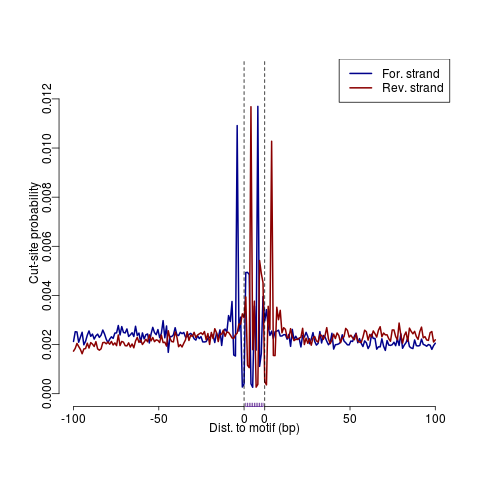 For. strand
Rev. strand
Cut-site probability
0.012
0.010
0.008
0.006
0.004
0.002
0.000
-100 -50 0 0 50 100
Dist. to motif (bp)